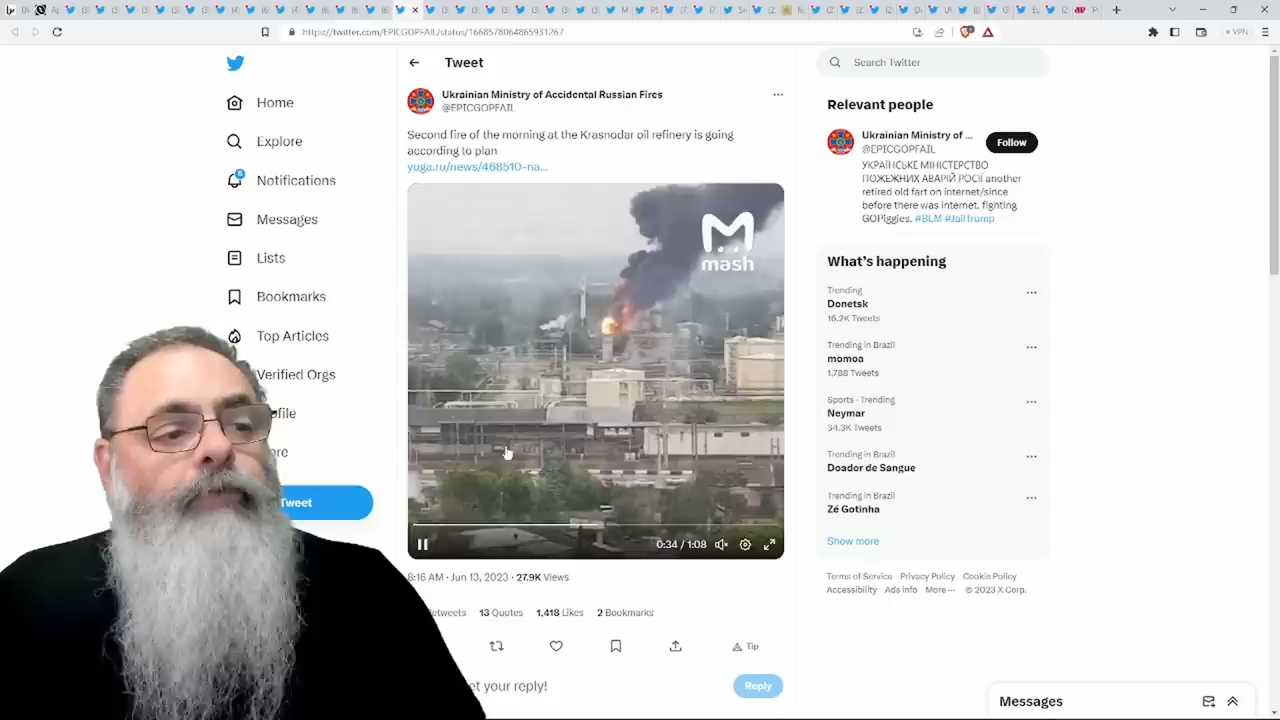 https://twitter.com/EPICGOPFAIL/status/1668578064865931267
VPN
Home
Explore
6
Notifications
Messages
Lists
Bookmarks
Top Articles
Verified Orgs
Tweet
Tweet
Ukrainian Ministry of Accidental Russian Fires
@EPICGOPFAIL
Second fire of the morning at the Krasnodar oil refinery is going
according to plan
yuga.ru/news/468510-na...
mash
0:34 / 1:08
8:16 AM · Jun 13, 2023 · 27.9K Views
13 Quotes 1,418 Likes 2 Bookmarks
Tip
your reply!
Reply
Search Twitter
Relevant people
Ukrainian Ministry of ...
@EPICGOPFAIL
Follow
УКРАЇНСЬКЕ МІНІСТЕРСТВО
ПОЖЕЖНИХ АВАРІЙ РОСІЇ another
retired old fart on internet/since
before there was internet. fighting
GOPiggies. #BLM #JailTrump
What's happening
Trending
Donetsk
16.2K Tweets
Trending in Brazil
momoa
1,788 Tweets
Sports · Trending
Neymar
34.3K Tweets
Trending in Brazil
Doador de Sangue
Trending in Brazil
Zé Gotinha
Show more
Terms of Service Privacy Policy Cookie Policy
Accessibility Ads info More ··· © 2023 X Corp.
Messages